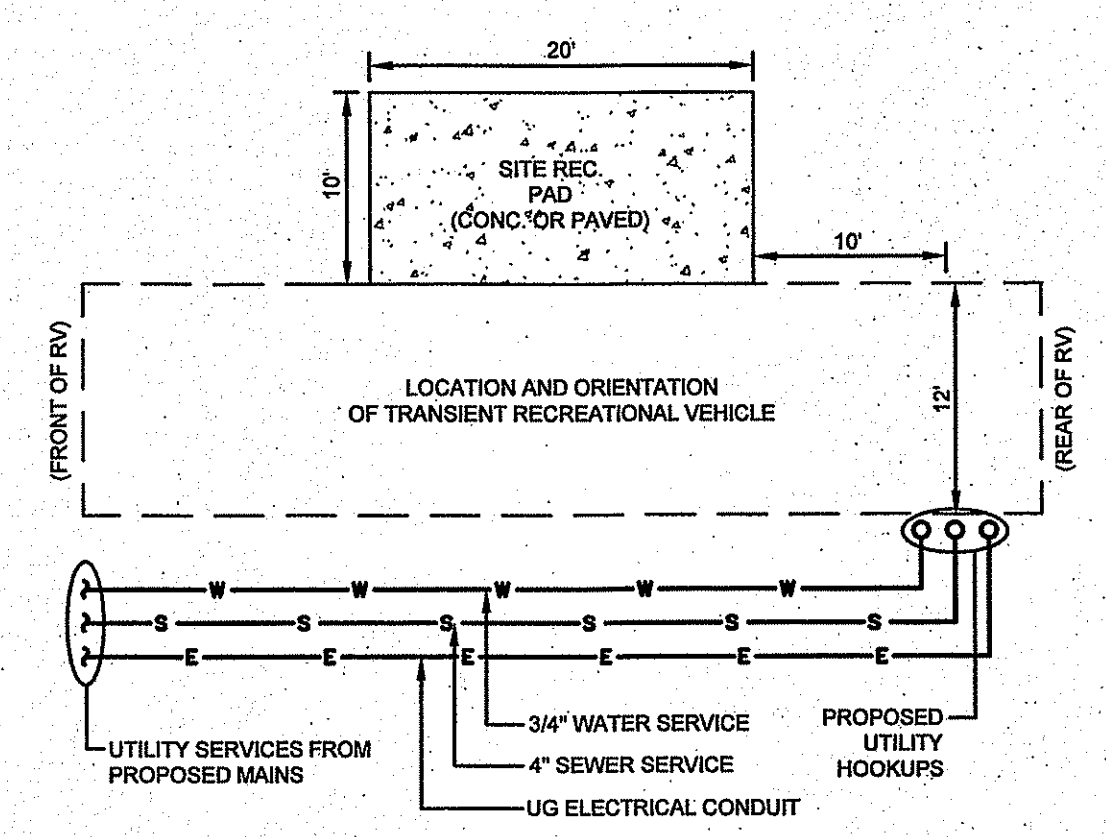 20'
10'
SITE REC.
PAD
(CONC. OR PAVED)
10'
(FRONT OF RV)
LOCATION AND ORIENTATION
OF TRANSIENT RECREATIONAL VEHICLE
12'
(REAR OF RV)
W W W W W
S S S S S S
E E E E E E
3/4" WATER SERVICE
4" SEWER SERVICE
UG ELECTRICAL CONDUIT
UTILITY SERVICES FROM
PROPOSED MAINS
PROPOSED
UTILITY
HOOKUPS